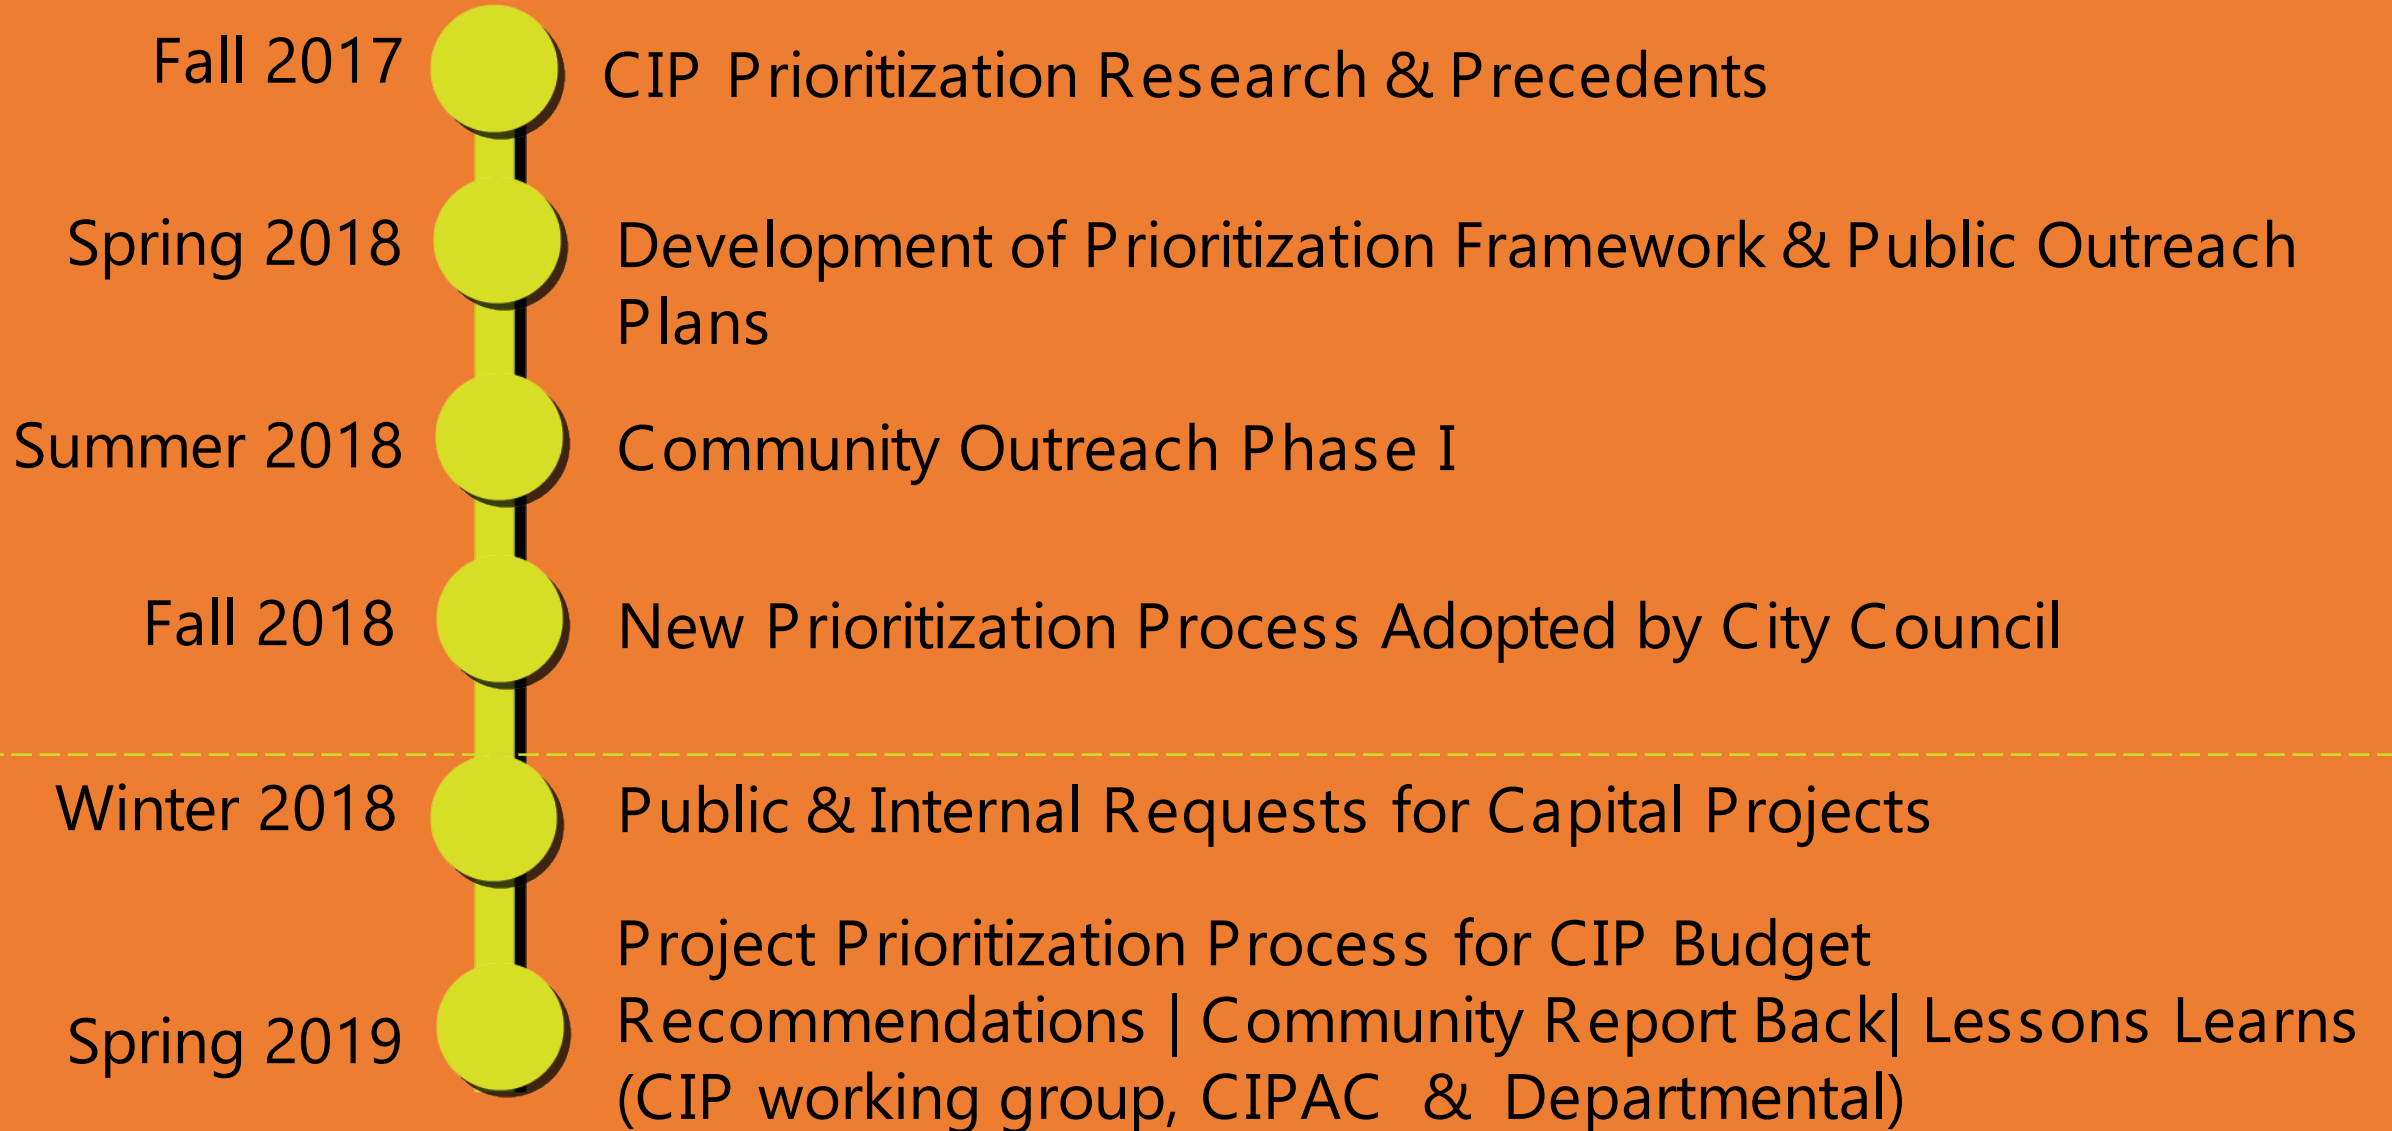 Fall 2017
CIP Prioritization Research & Precedents
Spring 2018
Development of Prioritization Framework & Public Outreach
Plans
Summer 2018
Community Outreach Phase I
Fall 2018
New Prioritization Process Adopted by City Council
Winter 2018
Public & Internal Requests for Capital Projects
Spring 2019
Project Prioritization Process for CIP Budget
Recommendations | Community Report Back| Lessons Learns
(CIP working group, CIPAC & Departmental)